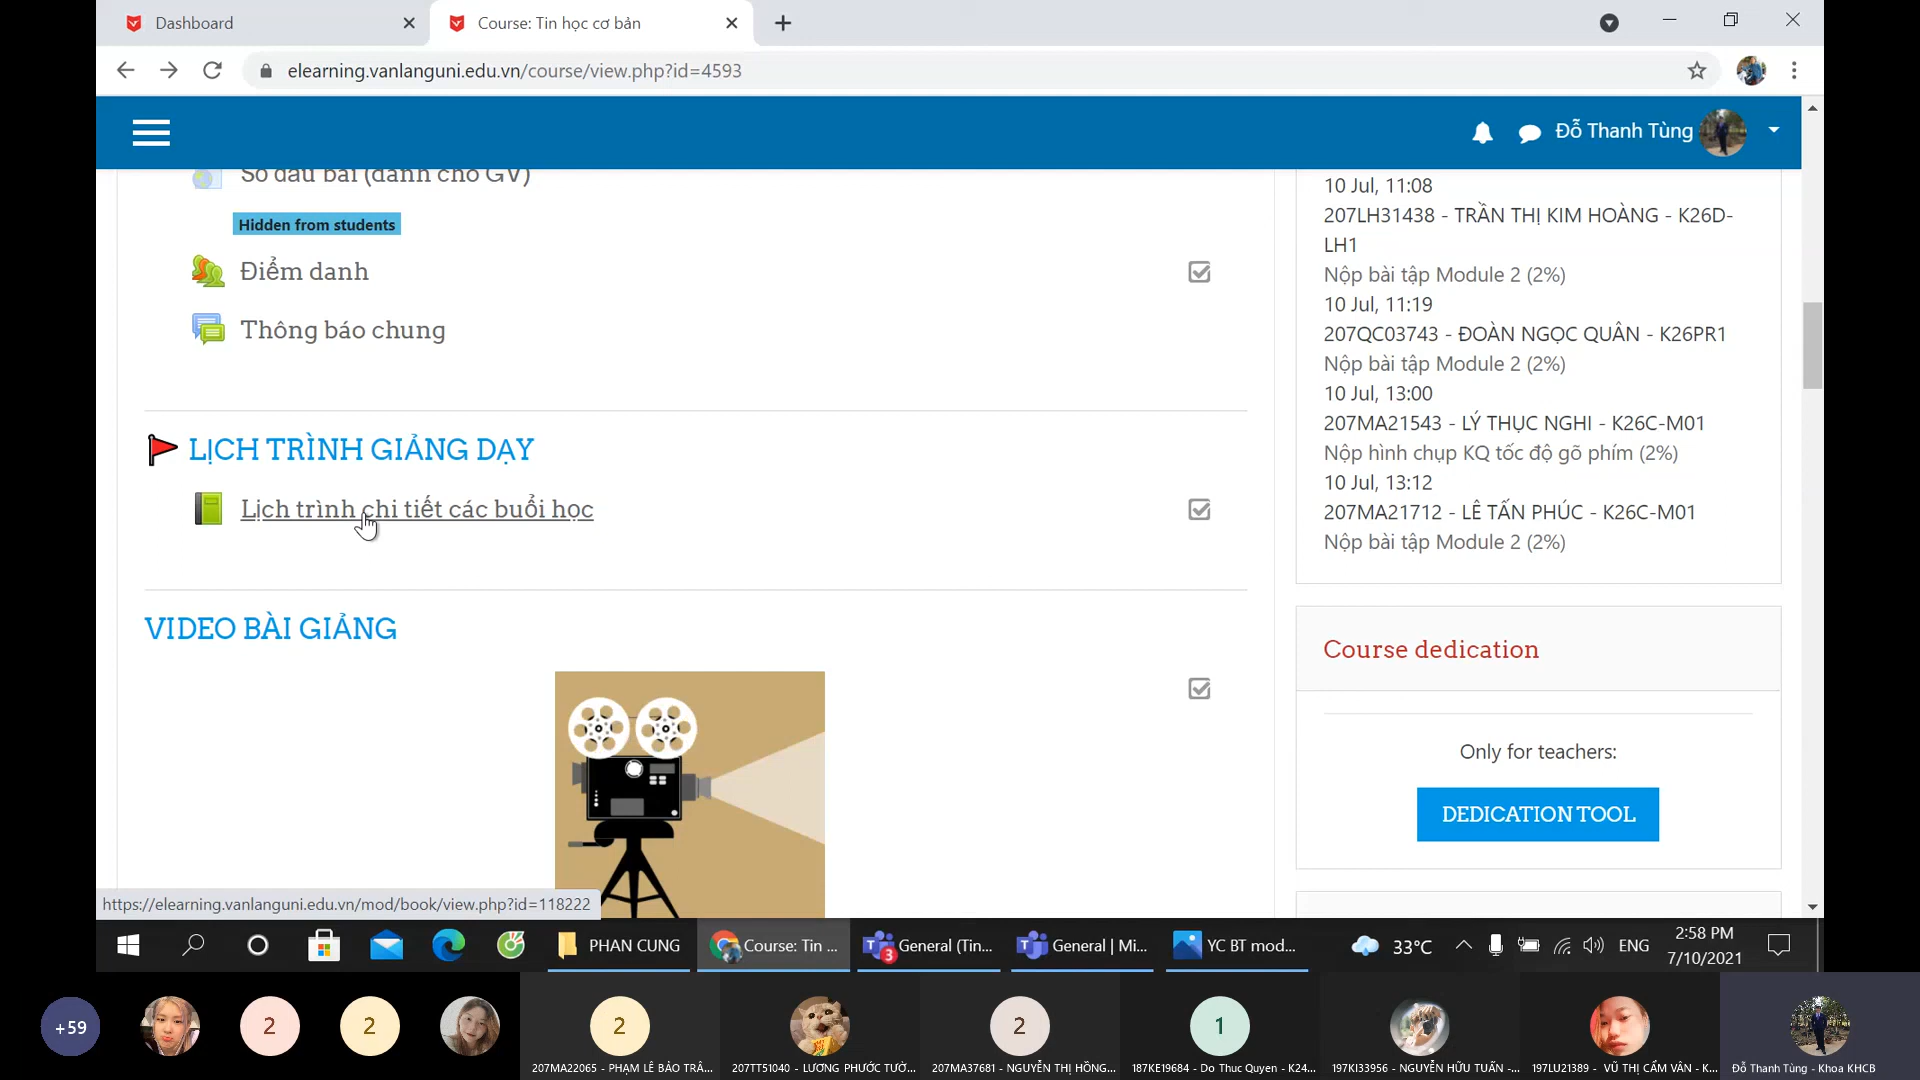 Dashboard
Course: Tin học cơ bản
elearning.vanlanguni.edu.vn/course/view.php?id=4593
Đỗ Thanh Tùng
Sổ đầu bài (dành cho GV)
Hidden from students
Điểm danh
Thông báo chung
LỊCH TRÌNH GIẢNG DẠY
Lịch trình chi tiết các buổi học
VIDEO BÀI GIẢNG
10 Jul, 11:08
207LH31438 - TRẦN THỊ KIM HOÀNG - K26D-
LH1
Nộp bài tập Module 2 (2%)
10 Jul, 11:19
207QC03743 - ĐOÀN NGỌC QUÂN - K26PR1
Nộp bài tập Module 2 (2%)
10 Jul, 13:00
207MA21543 - LÝ THỤC NGHI - K26C-M01
Nộp hình chụp KQ tốc độ gõ phím (2%)
10 Jul, 13:12
207MA21712 - LÊ TẤN PHÚC - K26C-M01
Nộp bài tập Module 2 (2%)
Course dedication
Only for teachers:
DEDICATION TOOL
https://elearning.vanlanguni.edu.vn/mod/book/view.php?id=118222
PHAN CUNG
Course: Tin ...
3
General (Tin...
General | Mi...
YC BT mod...
33°C
ENG
2:58 PM
7/10/2021
+59
2
2
2
2
1
207MA22065 - PHẠM LÊ BẢO TRÂ...
207TT51040 - LƯƠNG PHƯỚC TƯỜ...
207MA37681 - NGUYỄN THỊ HỒNG...
187KE19684 - Do Thuc Quyen - K24...
197KI33956 - NGUYỄN HỮU TUẤN -...
197LU21389 - VŨ THỊ CẨM VÂN - K...
Đỗ Thanh Tùng - Khoa KHCB